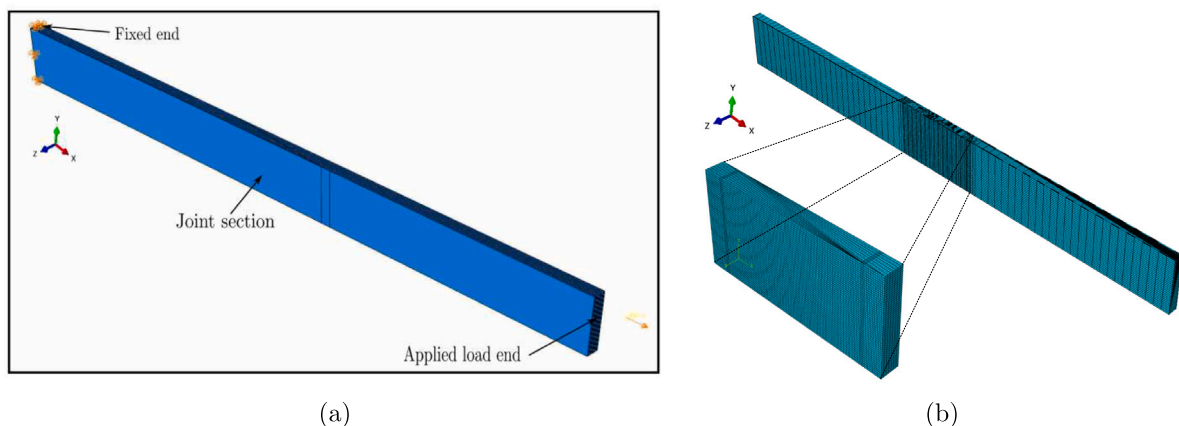 Fixed end
Y
Z
X
Joint section
Applied load end
(a)
Y
Z
X
(b)